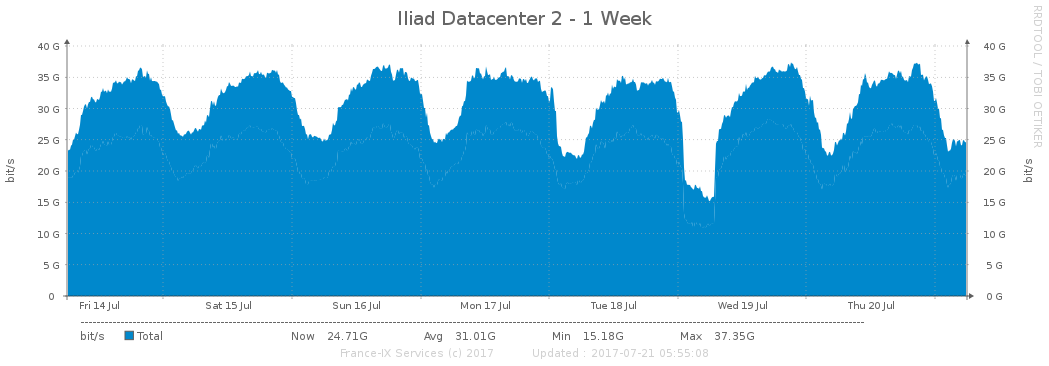 Iliad Datacenter 2 - 1 Week
RRDTOOL / TOBI OETIKER
40 G 40 G
35 G 35 G
30 G 30 G
25 G 25 G
20 G 20 G
15 G 15 G
10 G 10 G
5 G 5 G
0 0 G
bit/s
bit/s
Fri 14 Jul Sat 15 Jul Sun 16 Jul Mon 17 Jul Tue 18 Jul Wed 19 Jul Thu 20 Jul
bit/s Total Now 24.71G Avg 31.01G Min 15.18G Max 37.35G
France-IX Services (c) 2017 Updated : 2017-07-21 05:55:08